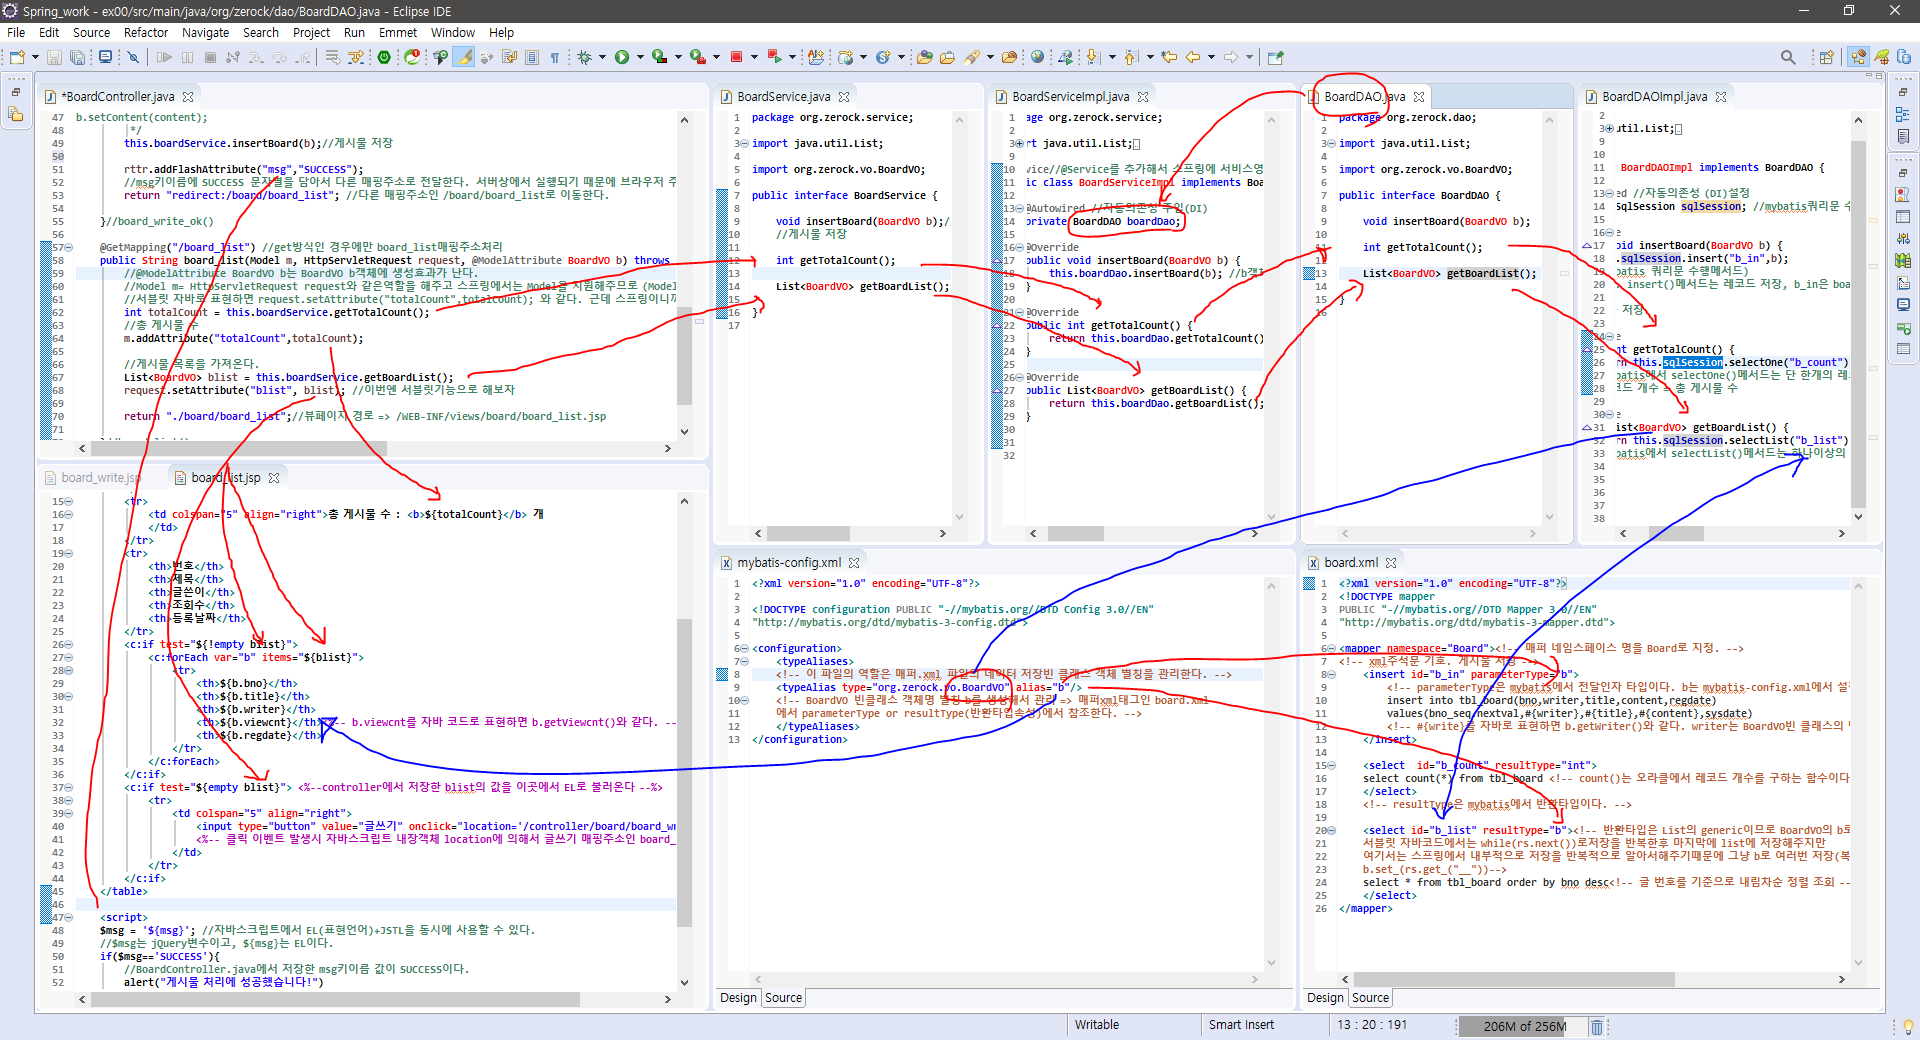 Spring_work - ex00/src/main/java/org/zerock/dao/BoardDAO.java - Eclipse IDE
File Edit Source Refactor Navigate Search Project Run Emmet Window Help
*BoardController.java
47 b.setContent(content);
48 */
49 this.boardService.insertBoard(b);//게시물 저장
50
51 rttr.addFlashAttribute("msg","SUCCESS");
52 //msg키이름에 SUCCESS 문자열을 담아서 다른 매핑주소로 전달한다. 서버상에서 실행되기 때문에 브라우저 주
53 return "redirect:/board/board_list"; //다른 매핑주소인 /board/board_list로 이동한다.
54
55 }//board_write_ok()
56
57 @GetMapping("/board_list") //get방식인 경우에만 board_list매핑주소처리
58 public String board_list(Model m, HttpServletRequest request, @ModelAttribute BoardVO b) throws
59 //@ModelAttribute BoardVO b는 BoardVO b객체에 생성효과가 난다.
60 //Model m= HttpServletRequest request와 같은역할을 해주고 스프링에서는 Model을 지원해주므로 (Model
61 //서블릿 자바로 표현하면 request.setAttribute("totalCount",totalCount); 와 같다. 근데 스프링이니까
62 int totalCount = this.boardService.getTotalCount();
63 //총 게시물 수
64 m.addAttribute("totalCount",totalCount);
65
66 //게시물 목록을 가져온다.
67 List<BoardVO> blist = this.boardService.getBoardList();
68 request.setAttribute("blist", blist); //이번엔 서블릿기능으로 해보자
69
70 return "./board/board_list";//뷰페이지 경로 => /WEB-INF/views/board/board_list.jsp
71
BoardService.java
1 package org.zerock.service;
2
3 import java.util.List;
4
5 import org.zerock.vo.BoardVO;
6
7 public interface BoardService {
8
9 void insertBoard(BoardVO b);//
10 //게시물 저장
11
12 int getTotalCount();
13
14 List<BoardVO> getBoardList();
15
16 }
17
BoardServiceImpl.java
1 age org.zerock.service;
2
3 rt java.util.List;
9
10 vice//@Service를 추가해서 스프링에 서비스영
11 ic class BoardServiceImpl implements Boa
12
13 @Autowired //자동의존성 주입(DI)
14 private BoardDAO boardDao;
15
16 @Override
17 public void insertBoard(BoardVO b) {
18 this.boardDao.insertBoard(b); //b객체
19 }
20
21 @Override
22 public int getTotalCount() {
23 return this.boardDao.getTotalCount()
24 }
25
26 @Override
27 public List<BoardVO> getBoardList() {
28 return this.boardDao.getBoardList();
29 }
30
31
32
BoardDAO.java
1 package org.zerock.dao;
2
3 import java.util.List;
4
5 import org.zerock.vo.BoardVO;
6
7 public interface BoardDAO {
8
9 void insertBoard(BoardVO b);
10
11 int getTotalCount();
12
13 List<BoardVO> getBoardList();
14
15 }
16
BoardDAOImpl.java
2
3 util.List;
9
10
11 BoardDAOImpl implements BoardDAO {
12
13 ed //자동의존성 (DI)설정
14 SqlSession sqlSession; //mybatis쿼리문 수
15
16 e
17 oid insertBoard(BoardVO b) {
18 .sqlSession.insert("b_in",b);
19 batis 쿼리문 수행메서드)
20 . insert()메서드는 레코드 저장, b_in은 boar
21
22 저장.
23
24 e
25 nt getTotalCount() {
26 rn this.sqlSession.selectOne("b_count")
27 batis에서 selectOne()메서드는 단 한개의 레
28 코드 개수 = 총 게시물 수
29
30 e
31 ist<BoardVO> getBoardList() {
32 rn this.sqlSession.selectList("b_list")
33 batis에서 selectList()메서드는 하나이상의
34
35
36
37
38
board_write.jsp board_list.jsp
15 <tr>
16 <td colspan="5" align="right">총 게시물 수 : <b>${totalCount}</b> 개
17 </td>
18 </tr>
19 <tr>
20 <th>번호</th>
21 <th>제목</th>
22 <th>글쓴이</th>
23 <th>조회수</th>
24 <th>등록날짜</th>
25 </tr>
26 <c:if test="${!empty blist}">
27 <c:forEach var="b" items="${blist}">
28 <tr>
29 <th>${b.bno}</th>
30 <th>${b.title}</th>
31 <th>${b.writer}</th>
32 <th>${b.viewcnt}</th> <!-- b.viewcnt를 자바 코드로 표현하면 b.getViewcnt()와 같다. --
33 <th>${b.regdate}</th>
34 </tr>
35 </c:forEach>
36 </c:if>
37 <c:if test="${empty blist}"> <%--controller에서 저장한 blist의 값을 이곳에서 EL로 불러온다 --%>
38 <tr>
39 <td colspan="5" align="right">
40 <input type="button" value="글쓰기" onclick="location='/controller/board/board_wr
41 <%-- 클릭 이벤트 발생시 자바스크립트 내장객체 location에 의해서 글쓰기 매핑주소인 board_
42 </td>
43 </tr>
44 </c:if>
45 </table>
46
47 <script>
48 $msg = '${msg}'; //자바스크립트에서 EL(표현언어)+JSTL을 동시에 사용할 수 있다.
49 //$msg는 jQuery변수이고, ${msg}는 EL이다.
50 if($msg=='SUCCESS'){
51 //BoardController.java에서 저장한 msg키이름 값이 SUCCESS이다.
52 alert("게시물 처리에 성공했습니다!")
mybatis-config.xml
1 <?xml version="1.0" encoding="UTF-8"?>
2
3 <!DOCTYPE configuration PUBLIC "-//mybatis.org//DTD Config 3.0//EN"
4 "http://mybatis.org/dtd/mybatis-3-config.dtd">
5
6 <configuration>
7 <typeAliases>
8 <!-- 이 파일의 역할은 매퍼.xml 파일의 데이터 저장빈 클래스 객체 별칭을 관리한다. -->
9 <typeAlias type="org.zerock.vo.BoardVO" alias="b"/>
10 <!-- BoardVO 빈클래스 객체명 별칭 b를 생성해서 관리 => 매퍼xml태그인 board.xml
11 에서 parameterType or resultType(반환타입속성)에서 참조한다. -->
12 </typeAliases>
13 </configuration>
Design Source
board.xml
1 <?xml version="1.0" encoding="UTF-8"?>
2 <!DOCTYPE mapper
3 PUBLIC "-//mybatis.org//DTD Mapper 3.0//EN"
4 "http://mybatis.org/dtd/mybatis-3-mapper.dtd">
5
6 <mapper namespace="Board"><!-- 매퍼 네임스페이스 명을 Board로 지정. -->
7 <!-- xml주석문 기호. 게시물 저장 -->
8 <insert id="b_in" parameterType="b">
9 <!-- parameterType은 mybatis에서 전달인자 타입이다. b는 mybatis-config.xml에서 설정
10 insert into tbl_board(bno,writer,title,content,regdate)
11 values(bno_seq.nextval,#{writer},#{title},#{content},sysdate)
12 <!-- #{write}를 자바로 표현하면 b.getWriter()와 같다. writer는 BoardVO빈 클래스의
13 </insert>
14
15 <select id="b_count" resultType="int">
16 select count(*) from tbl_board <!-- count()는 오라클에서 레코드 개수를 구하는 함수이다
17 </select>
18 <!-- resultType은 mybatis에서 반환타입이다. -->
19
20 <select id="b_list" resultType="b"><!-- 반환타입은 List의 generic이므로 BoardVO의 b로
21 서블릿 자바코드에서는 while(rs.next())로저장을 반복한후 마지막에 list에 저장해주지만
22 여기서는 스프링에서 내부적으로 저장을 반복적으로 알아서해주기때문에 그냥 b로 여러번 저장(복
23 b.set_(rs.get_("__"))-->
24 select * from tbl_board order by bno desc<!-- 글 번호를 기준으로 내림차순 정렬 조회 --
25 </select>
26 </mapper>
Design Source
Writable Smart Insert 13 : 20 : 191 206M of 256M